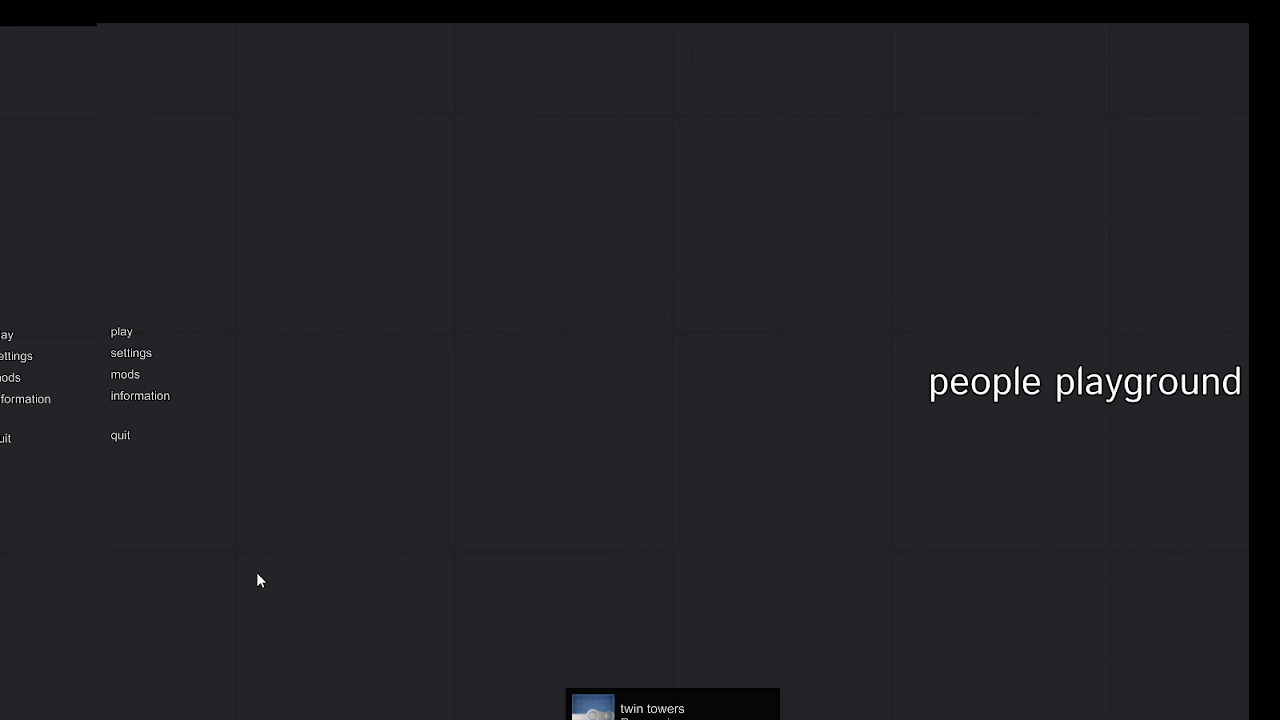 ay
ettings
ods
formation
uit
play
settings
mods
information
quit
people playground
twin towers